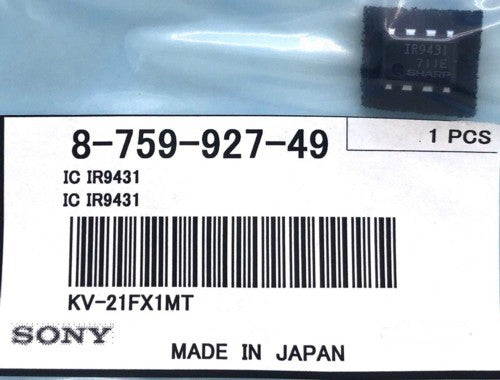 IR9431
711E
SHARP
8-759-927-49
1 PCS
IC IR9431
IC IR9431
KV-21FX1MT
SONY
MADE IN JAPAN